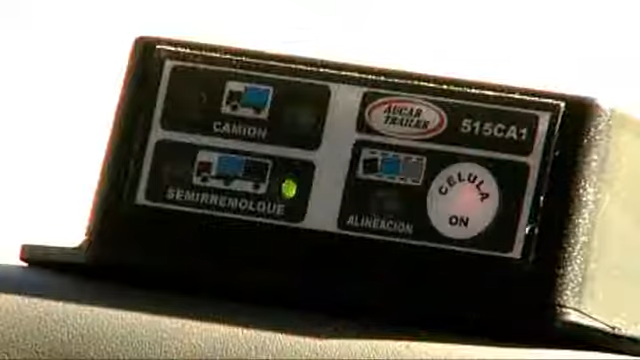 CAMION
SEMIRREMOLQUE
AUCAR
TRAILER
515CA1
ALINEACION
CELULA
ON